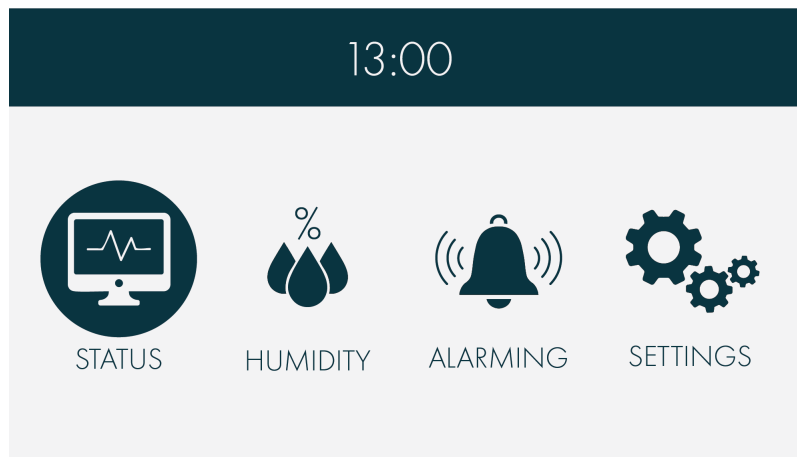 13:00
%
STATUS
HUMIDITY
ALARMING
SETTINGS